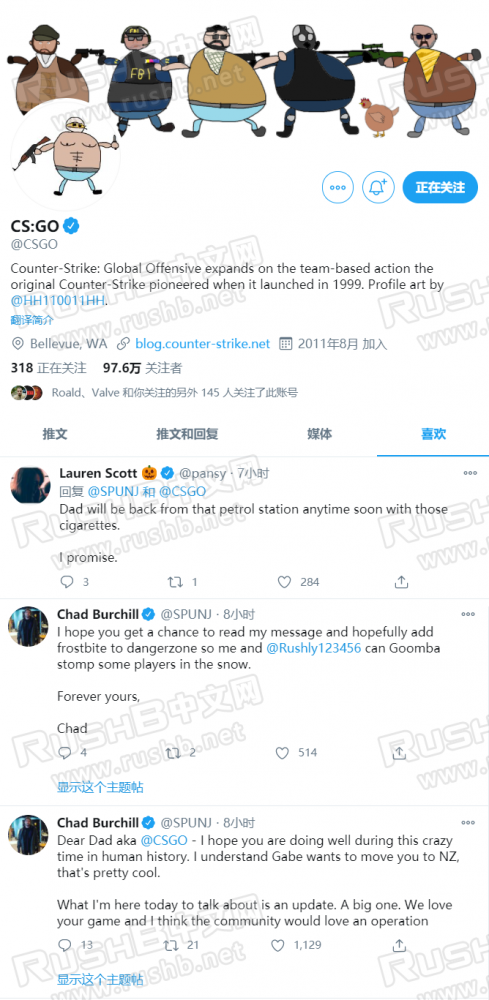 FBI
正在关注
CS:GO
@CSGO
Counter-Strike: Global Offensive expands on the team-based action the
original Counter-Strike pioneered when it launched in 1999. Profile art by
@HH110011HH.
翻译简介
Bellevue, WA blog.counter-strike.net 2011年8月 加入
318 正在关注 97.6万 关注者
Roald、Valve 和你关注的另外 145 人关注了此账号
推文 推文和回复 媒体 喜欢
Lauren Scott 🎃 @pansy · 7小时
回复 @SPUNJ 和 @CSGO
Dad will be back from that petrol station anytime soon with those
cigarettes.
I promise.
3 1 284
Chad Burchill @SPUNJ · 8小时
I hope you get a chance to read my message and hopefully add
frostbite to dangerzone so me and @Rushly123456 can Goomba
stomp some players in the snow.
Forever yours,
Chad
4 2 514
显示这个主题帖
Chad Burchill @SPUNJ · 8小时
Dear Dad aka @CSGO - I hope you are doing well during this crazy
time in human history. I understand Gabe wants to move you to NZ,
that's pretty cool.
What I'm here today to talk about is an update. A big one. We love
your game and I think the community would love an operation
13 21 1,129
显示这个主题帖
RUSHB中文网
www.rushb.net